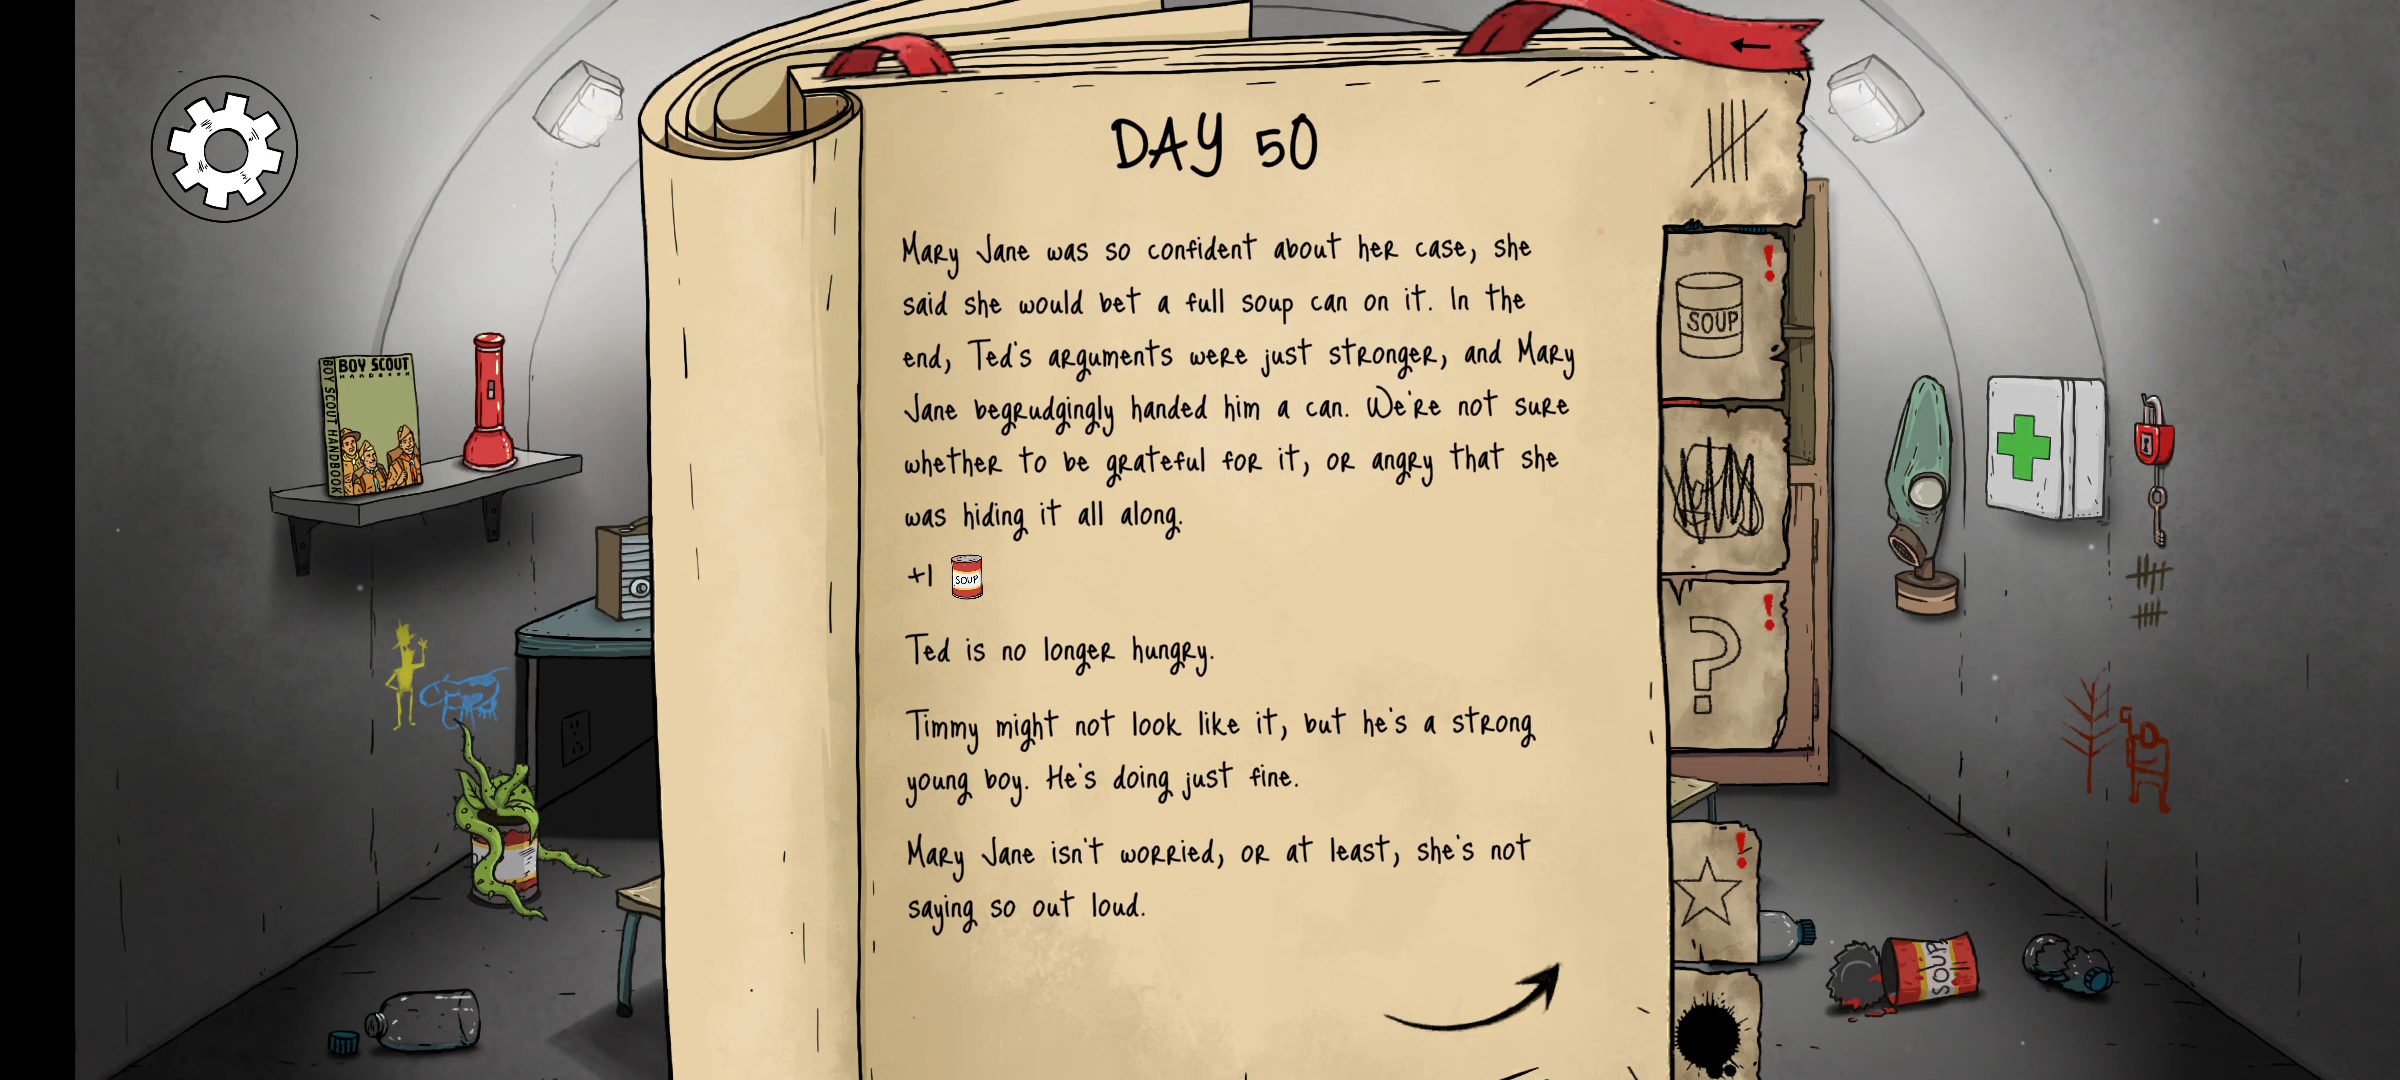 DAY 50
Mary Jane was so confident about her case, she
said she would bet a full soup can on it. In the
end, Ted's arguments were just stronger, and Mary
Jane begrudgingly handed him a can. We're not sure
whether to be grateful for it, or angry that she
was hiding it all along.
+1 SOUP
Ted is no longer hungry.
Timmy might not look like it, but he's a strong
young boy. He's doing just fine.
Mary Jane isn't worried, or at least, she's not
saying so out loud.
!
SOUP
!
?
!
BOY SCOUT
HANDBOOK
BOY SCOUT HANDBOOK
SOUP